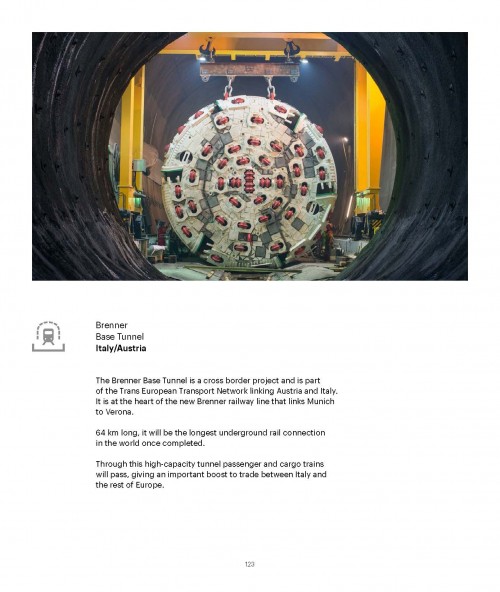 Brenner
Base Tunnel
Italy/Austria
The Brenner Base Tunnel is a cross border project and is part
of the Trans European Transport Network linking Austria and Italy.
It is at the heart of the new Brenner railway line that links Munich
to Verona.
64 km long, it will be the longest underground rail connection
in the world once completed.
Through this high-capacity tunnel passenger and cargo trains
will pass, giving an important boost to trade between Italy and
the rest of Europe.
123